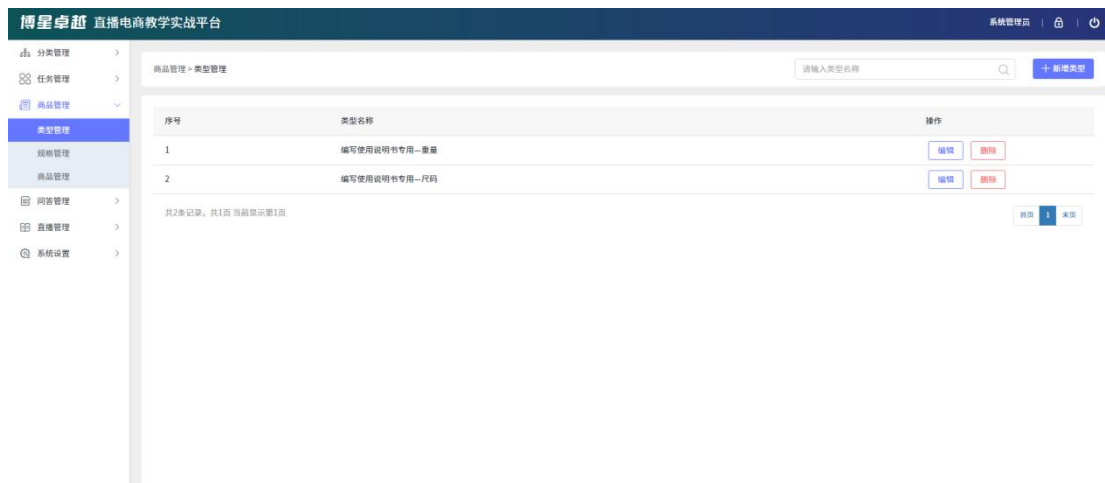 博星卓越 直播电商教学实战平台
系统管理员
分类管理
任务管理
商品管理
类型管理
规格管理
商品管理
问答管理
直播管理
系统设置
商品管理 > 类型管理
请输入类型名称
+ 新增类型
序号 类型名称 操作
1 编写使用说明书专用—重量 编辑 删除
2 编写使用说明书专用—尺码 编辑 删除
共2条记录，共1页 当前显示第1页
首页 1 末页